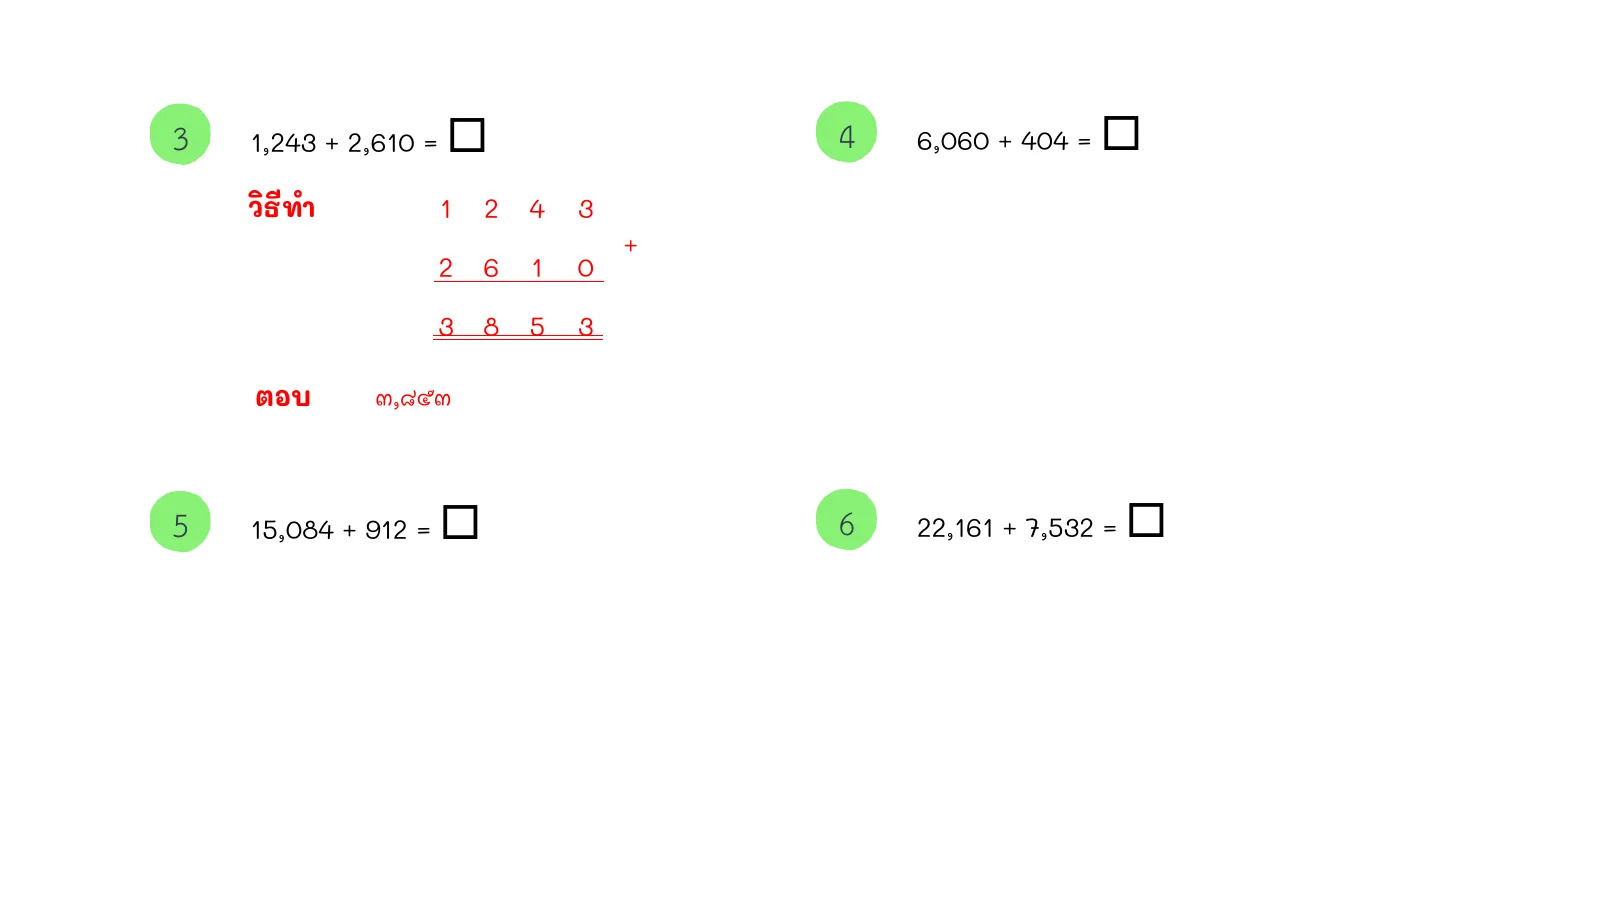 3 1,243 + 2,610 = □
วิธีทำ 1 2 4 3
+
2 6 1 0
3 8 5 3
ตอบ ๓,๘๕๓
4 6,060 + 404 = □
5 15,084 + 912 = □
6 22,161 + 7,532 = □